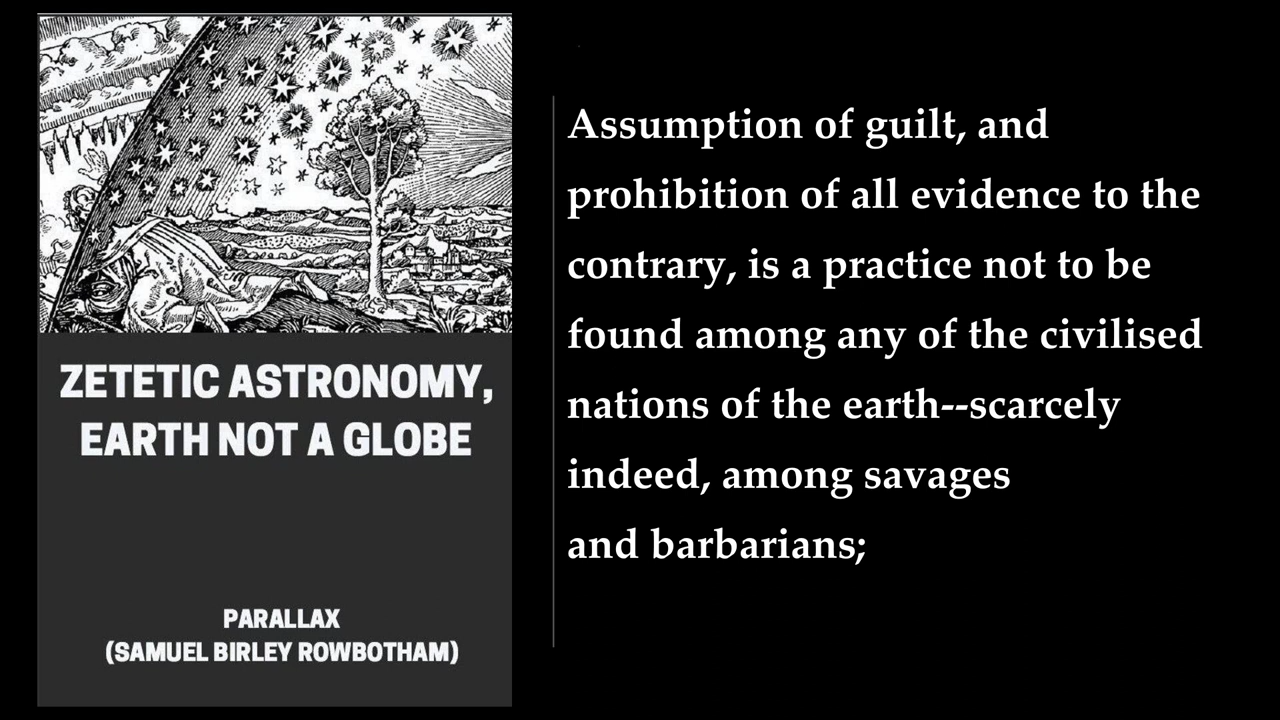 ZETETIC ASTRONOMY,
EARTH NOT A GLOBE
PARALLAX
(SAMUEL BIRLEY ROWBOTHAM)
Assumption of guilt, and
prohibition of all evidence to the
contrary, is a practice not to be
found among any of the civilised
nations of the earth--scarcely
indeed, among savages
and barbarians;